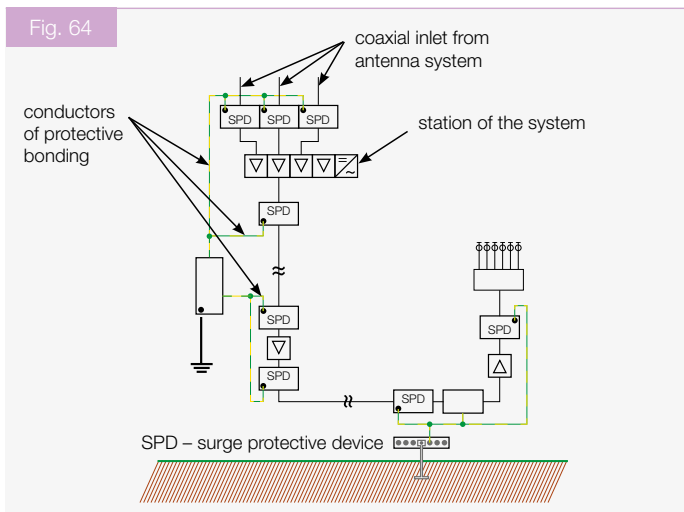 Fig. 64
coaxial inlet from
antenna system
conductors
of protective
bonding
SPD SPD SPD
station of the system
SPD
SPD
SPD
SPD
SPD
SPD – surge protective device